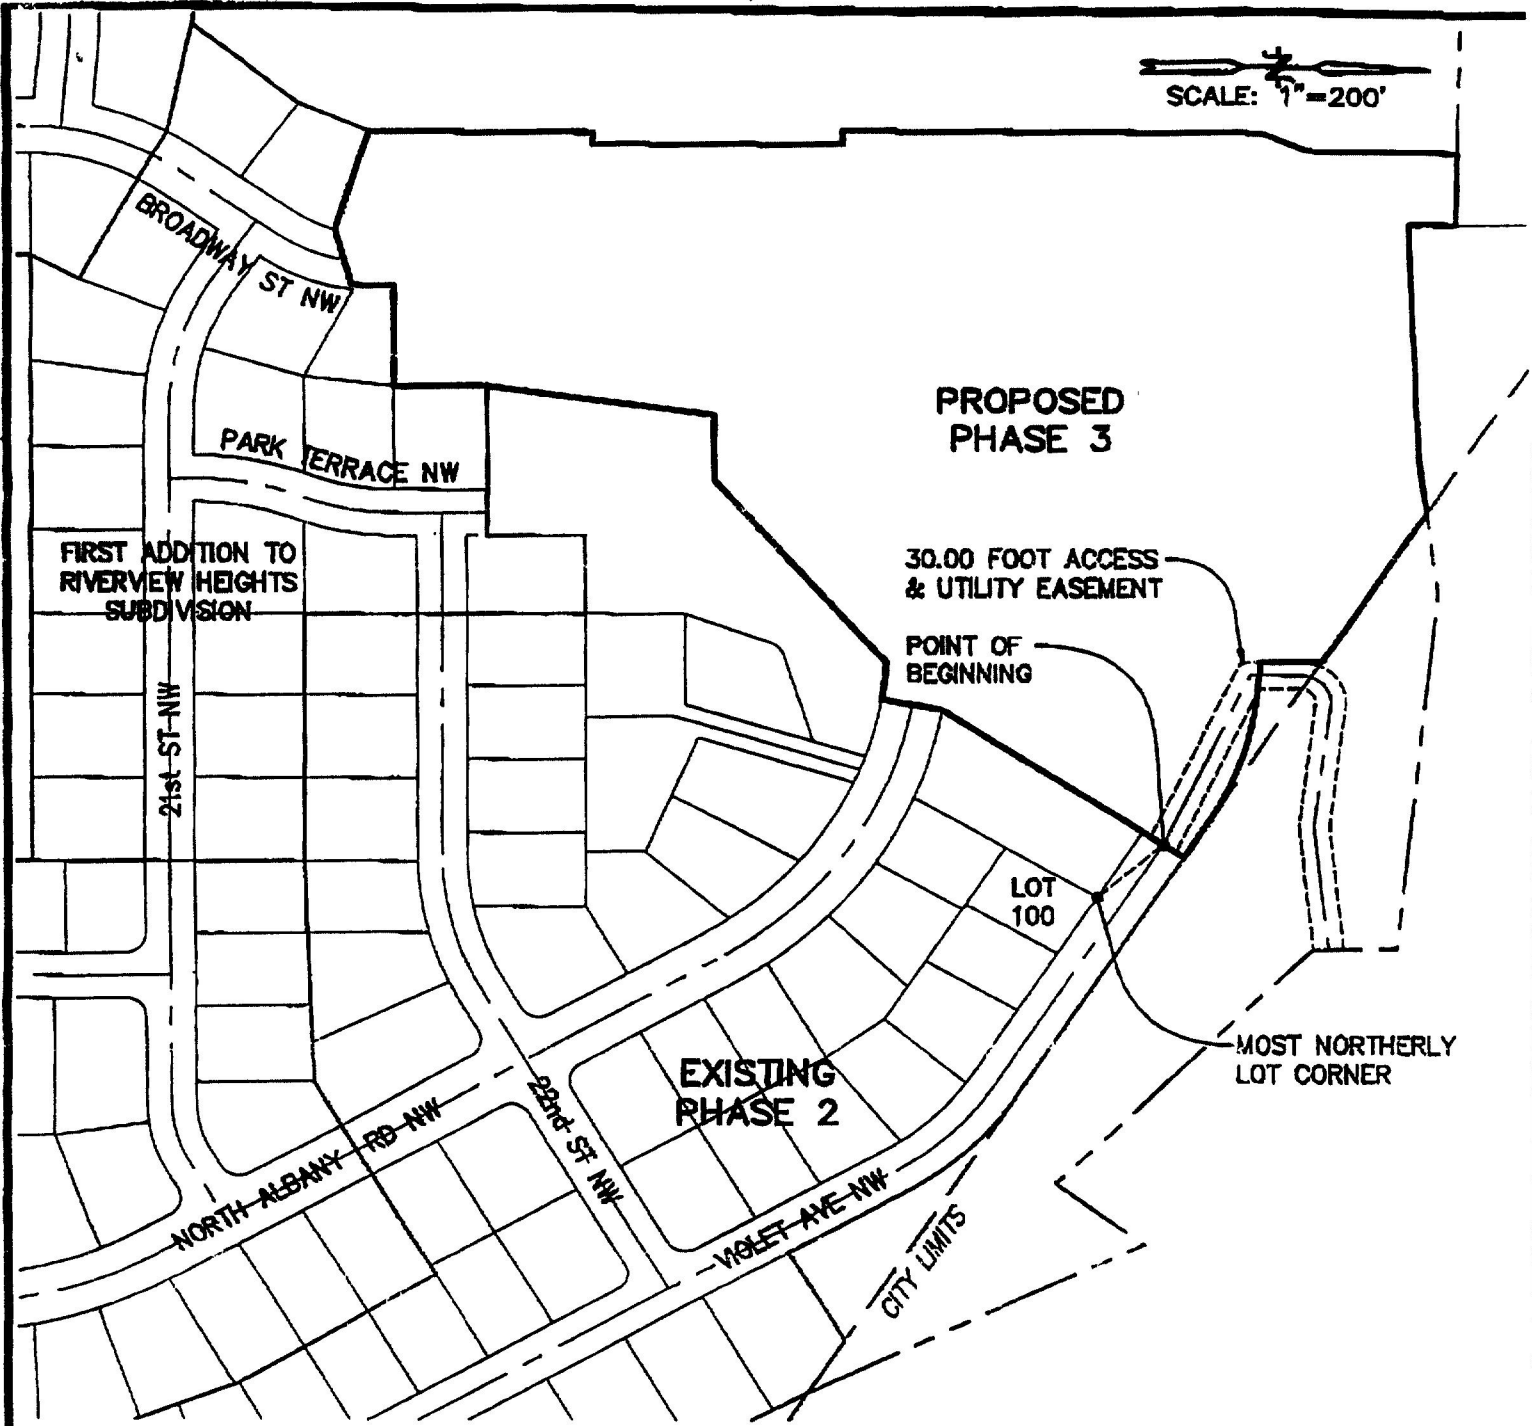 N
SCALE: 1"=200'
BROADWAY ST NW
PROPOSED
PHASE 3
PARK TERRACE NW
FIRST ADDITION TO
RIVERVIEW HEIGHTS
SUBDIVISION
30.00 FOOT ACCESS
& UTILITY EASEMENT
POINT OF
BEGINNING
21st ST NW
LOT
100
MOST NORTHERLY
LOT CORNER
EXISTING
PHASE 2
22nd ST NW
NORTH ALBANY RD NW
VIOLET AVE NW
CITY LIMITS